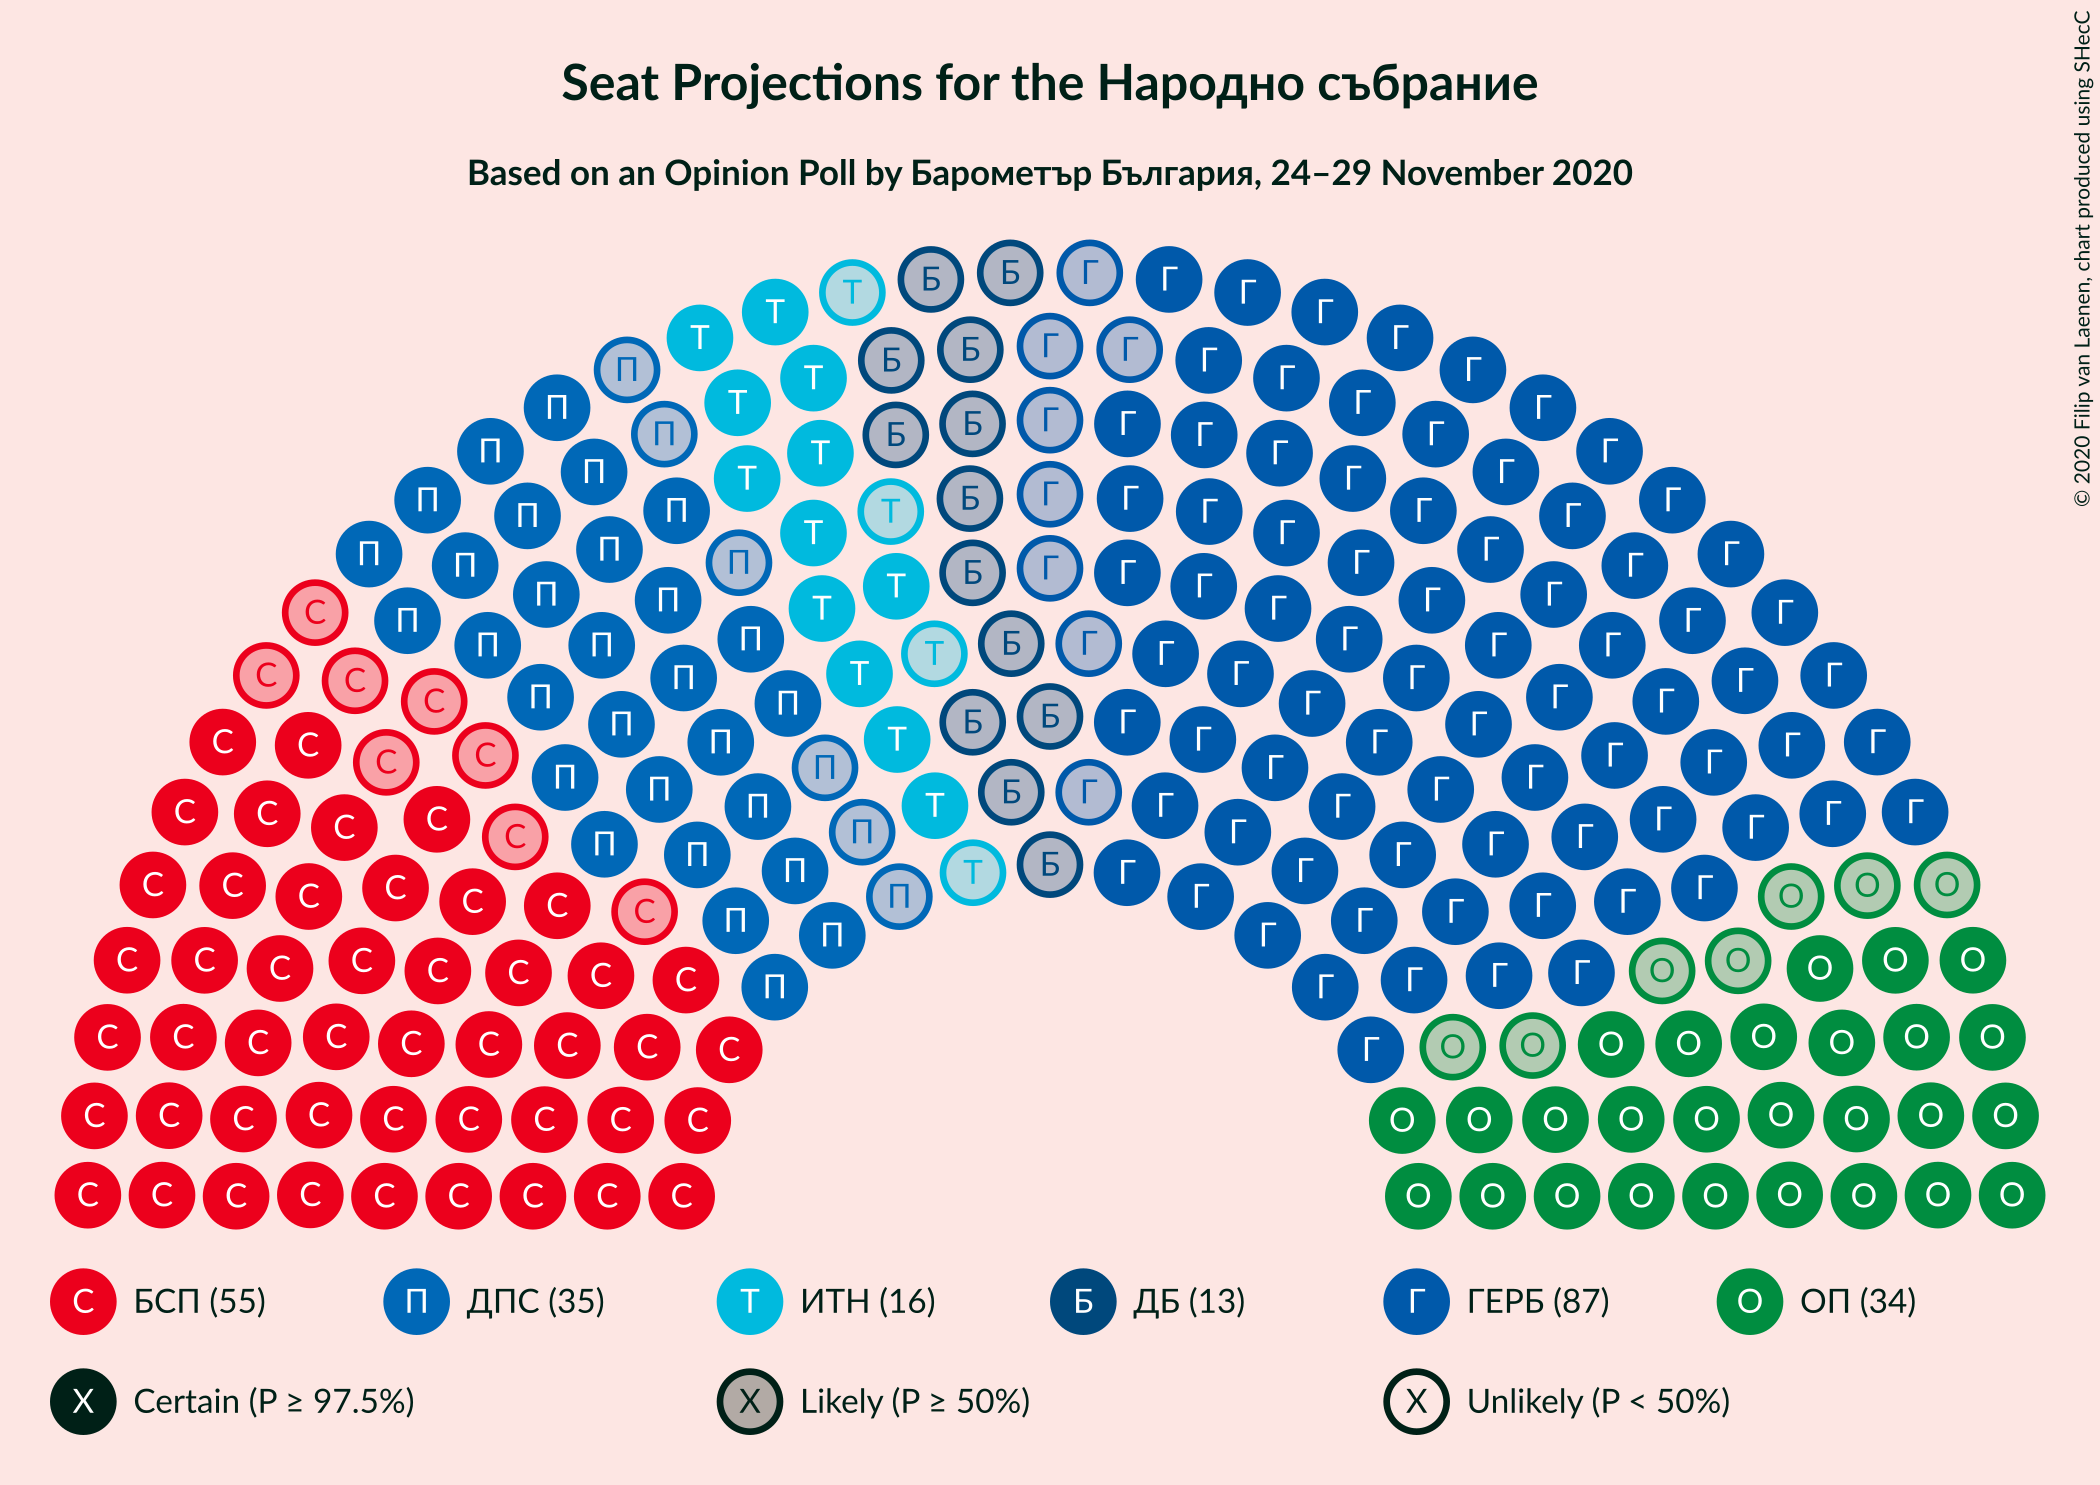 Seat Projections for the Народно събрание
Based on an Opinion Poll by Барометър България, 24–29 November 2020
© 2020 Filip van Laenen, chart produced using SHecC
С БСП (55) П ДПС (35) Т ИТН (16) Б ДБ (13) Г ГЕРБ (87) О ОП (34)
X Certain (P ≥ 97.5%) X Likely (P ≥ 50%) X Unlikely (P < 50%)